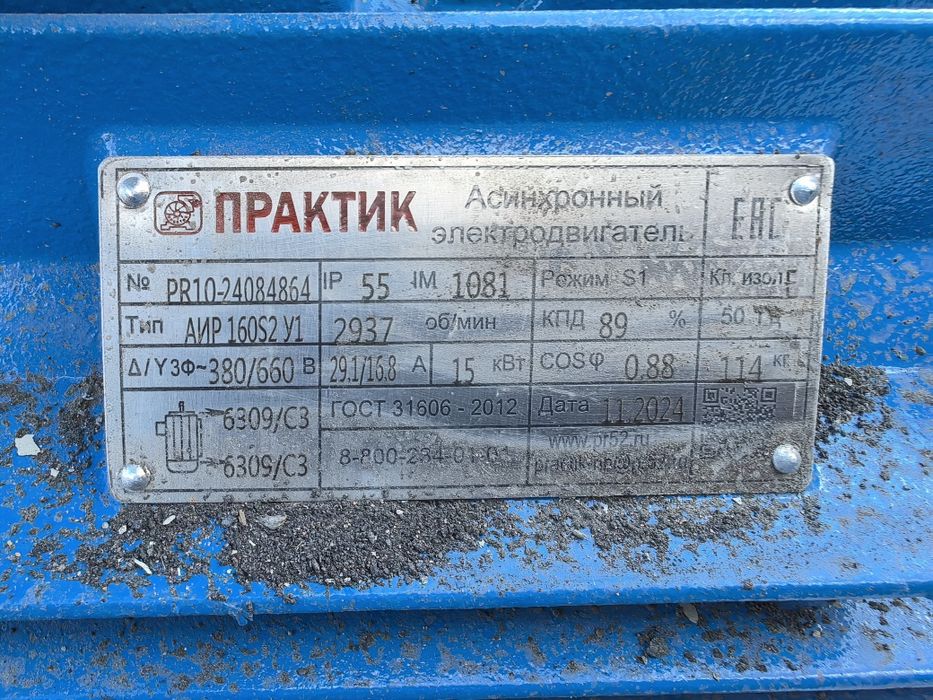 ПРАКТИК Асинхронный электродвигатель EAC
№ PR10-24084864 IP 55 IM 1081 Режим S1 Кл. изол F
Тип АИР 160S2 У1 2937 об/мин КПД 89 % 50 Гц
Δ/Y 3Ф~380/660 В 29.1/16.8 А 15 кВт COSφ 0.88 114 кг
6309/С3 ГОСТ 31606 - 2012 Дата 11.2024
6309/С3 www.pr52.ru